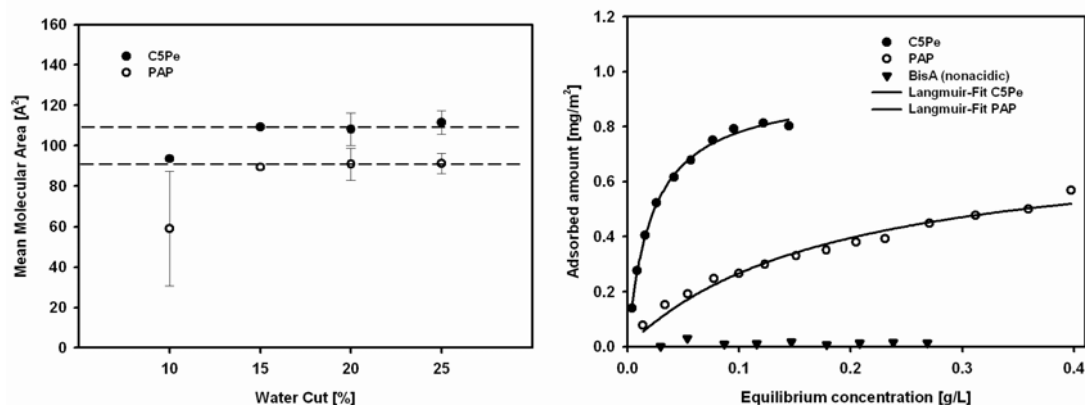 160
140
120
100
80
60
40
20
0
Mean Molecular Area [A²]
C5Pe
PAP
10
15
20
25
Water Cut [%]
1.2
1.0
0.8
0.6
0.4
0.2
0.0
Adsorbed amount [mg/m²]
C5Pe
PAP
BisA (nonacidic)
Langmuir-Fit C5Pe
Langmuir-Fit PAP
0.0
0.1
0.2
0.3
0.4
Equilibrium concentration [g/L]